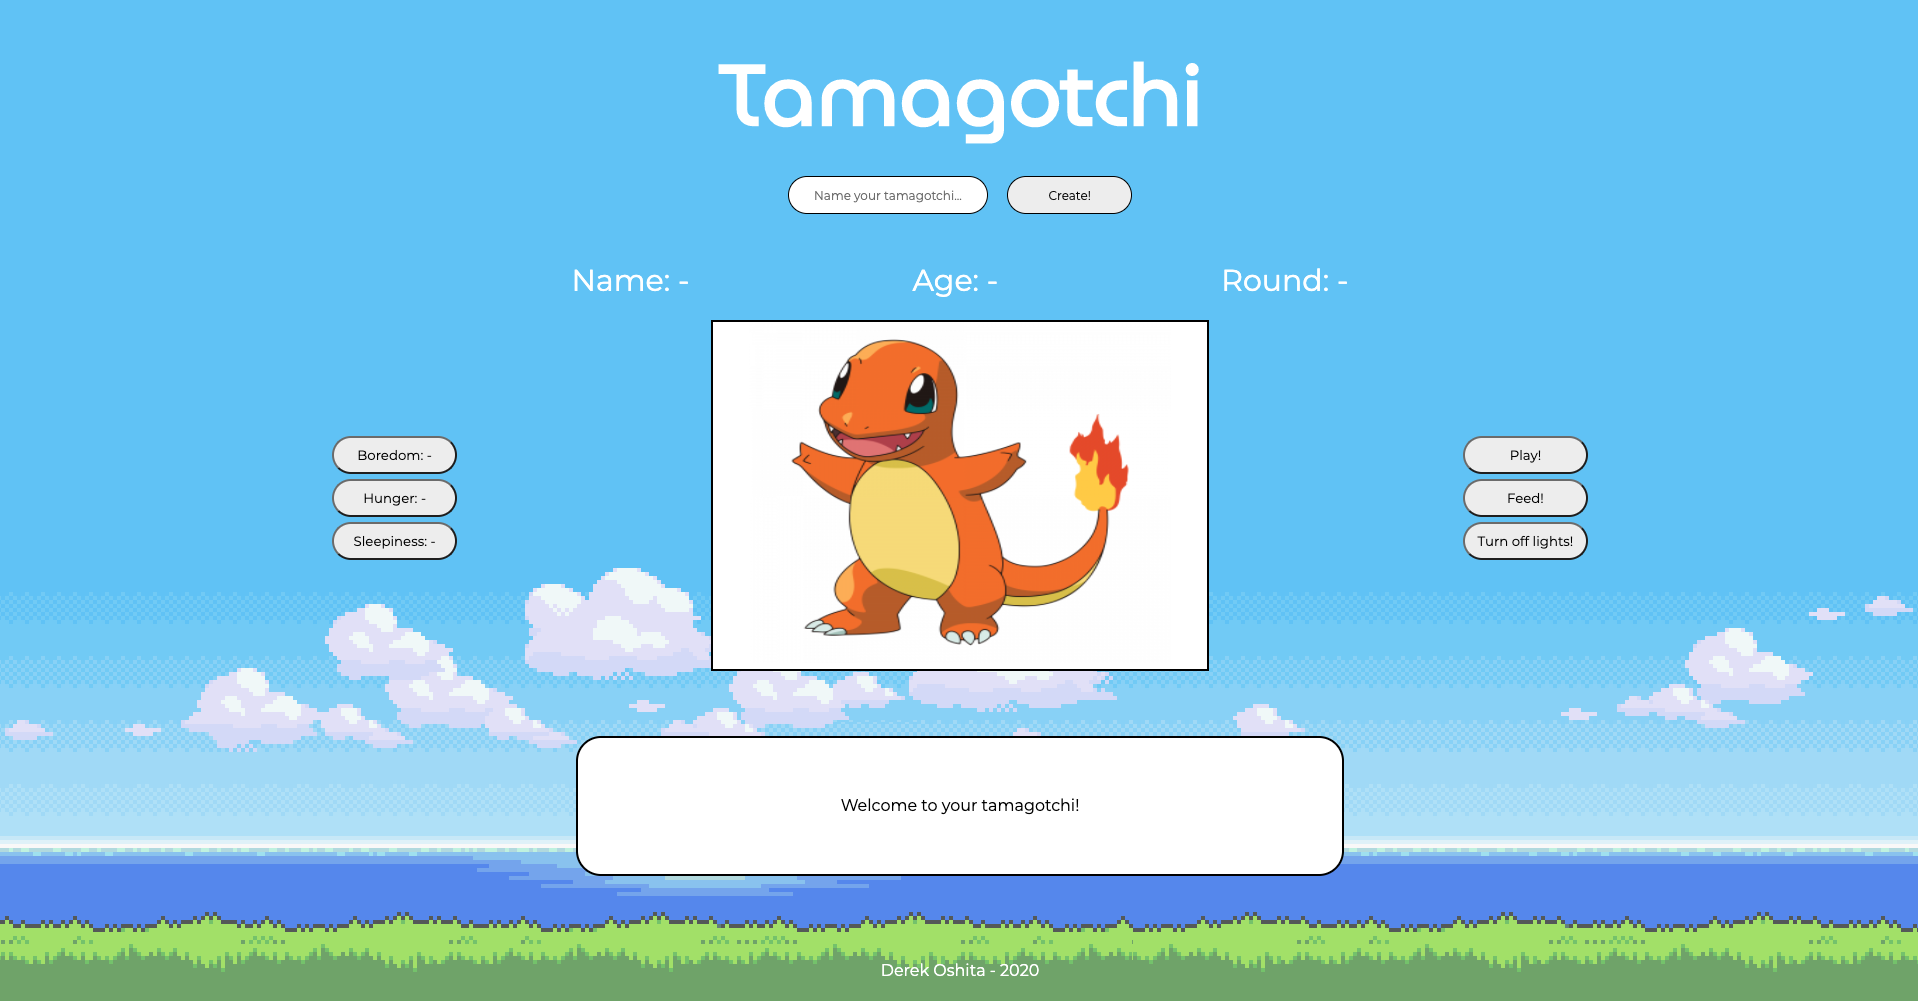 Tamagotchi
Name your tamagotchi...
Create!
Name: -
Age: -
Round: -
Boredom: -
Hunger: -
Sleepiness: -
Play!
Feed!
Turn off lights!
Welcome to your tamagotchi!
Derek Oshita - 2020